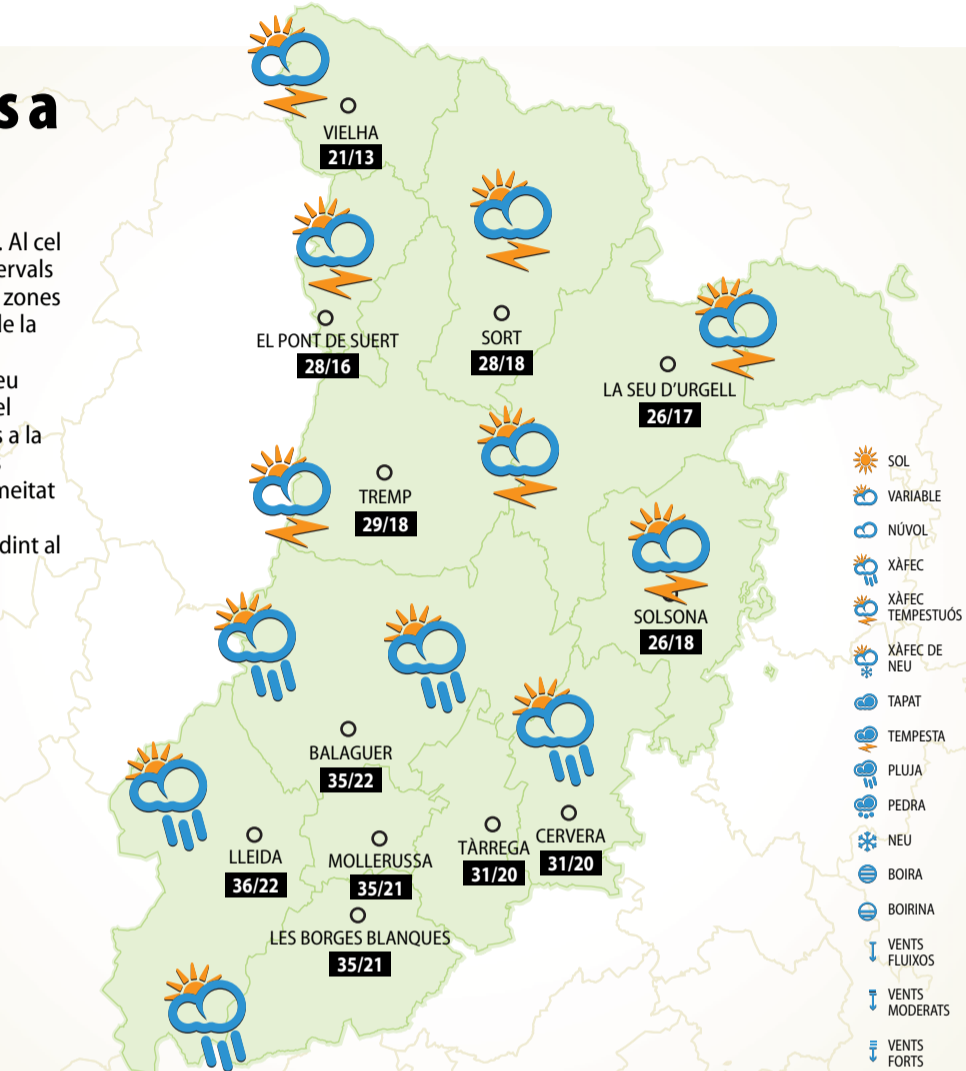 s a
. Al cel
ervals
zones
de la
eu
el
s a la
meitat
dint al
VIELHA
21/13
EL PONT DE SUERT
28/16
SORT
28/18
LA SEU D'URGELL
26/17
TREMP
29/18
SOLSONA
26/18
BALAGUER
35/22
LLEIDA
36/22
MOLLERUSSA
35/21
TÀRREGA
31/20
CERVERA
31/20
LES BORGES BLANQUES
35/21
SOL
VARIABLE
NÚVOL
XÀFEC
XÀFEC
TEMPESTUÓS
XÀFEC DE
NEU
TAPAT
TEMPESTA
PLUJA
PEDRA
NEU
BOIRA
BOIRINA
VENTS
FLUIXOS
VENTS
MODERATS
VENTS
FORTS